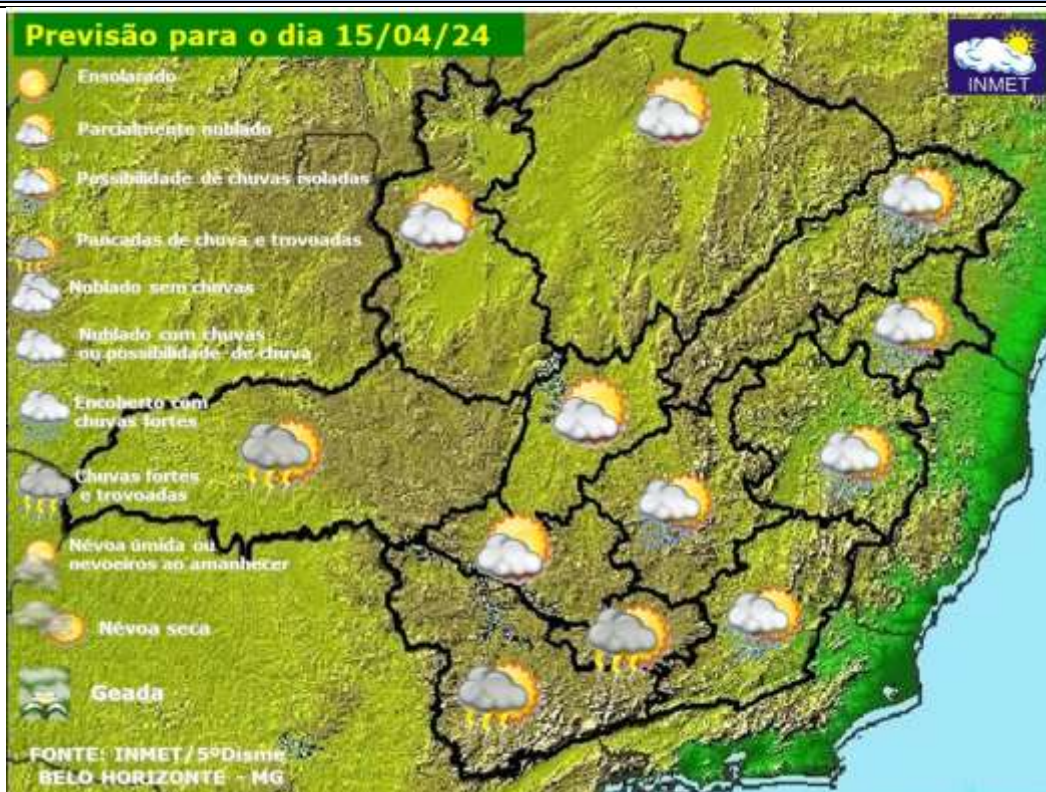 Previsão para o dia 15/04/24
INMET
Ensolarado
Parcialmente nublado
Possibilidade de chuvas isoladas
Pancadas de chuva e trovoadas
Noblado sem chuvas
Nublado com chuvas
ou possibilidade de chuva
Encoberto com
chuvas fortes
Chuvas fortes
e trovoadas
Névoa úmida ou
nevoeiros ao amanhecer
Névoa seca
Geada
FONTE: INMET/5ºDisme
BELO HORIZONTE - MG